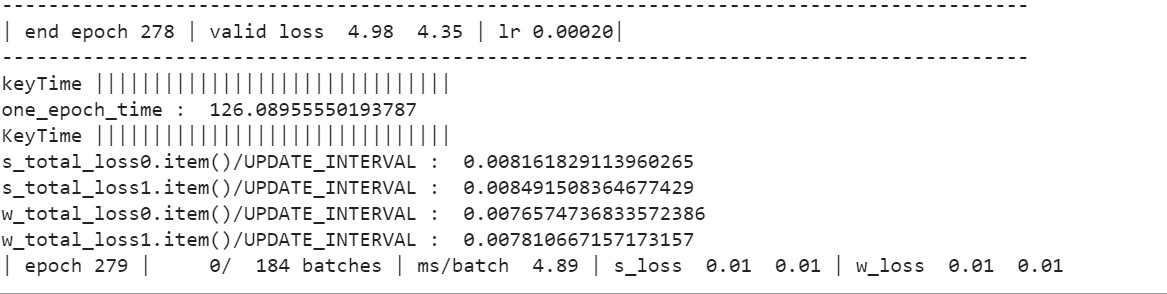 -----------------------------------------------------------------------------------------
| end epoch 278 | valid loss  4.98  4.35 | lr 0.00020|
-----------------------------------------------------------------------------------------
keyTime |||||||||||||||||||||||||||||||
one_epoch_time :  126.08955550193787
KeyTime |||||||||||||||||||||||||||||||
s_total_loss0.item()/UPDATE_INTERVAL :  0.008161829113960265
s_total_loss1.item()/UPDATE_INTERVAL :  0.008491508364677429
w_total_loss0.item()/UPDATE_INTERVAL :  0.0076574736833572386
w_total_loss1.item()/UPDATE_INTERVAL :  0.007810667157173157
| epoch 279 |     0/  184 batches | ms/batch  4.89 | s_loss  0.01  0.01 | w_loss  0.01  0.01